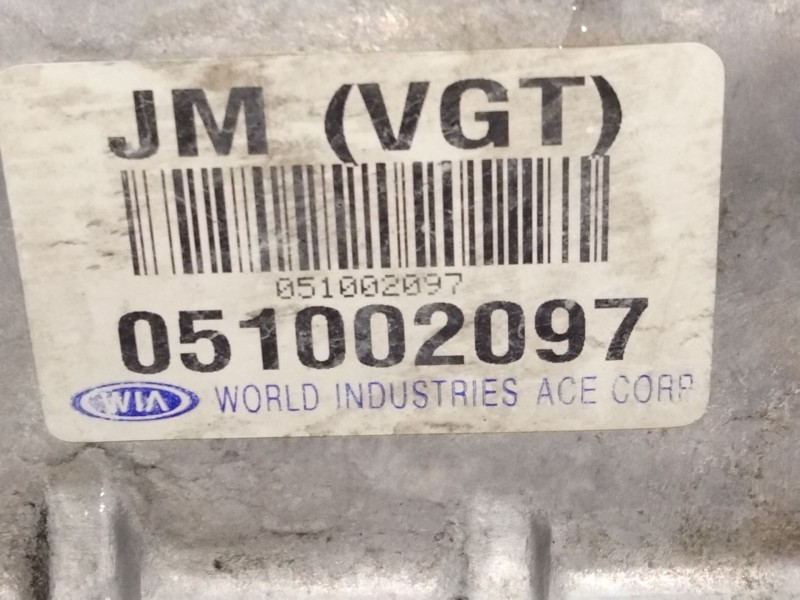 JM (VGT)
051002097
051002097
WIA WORLD INDUSTRIES ACE CORP